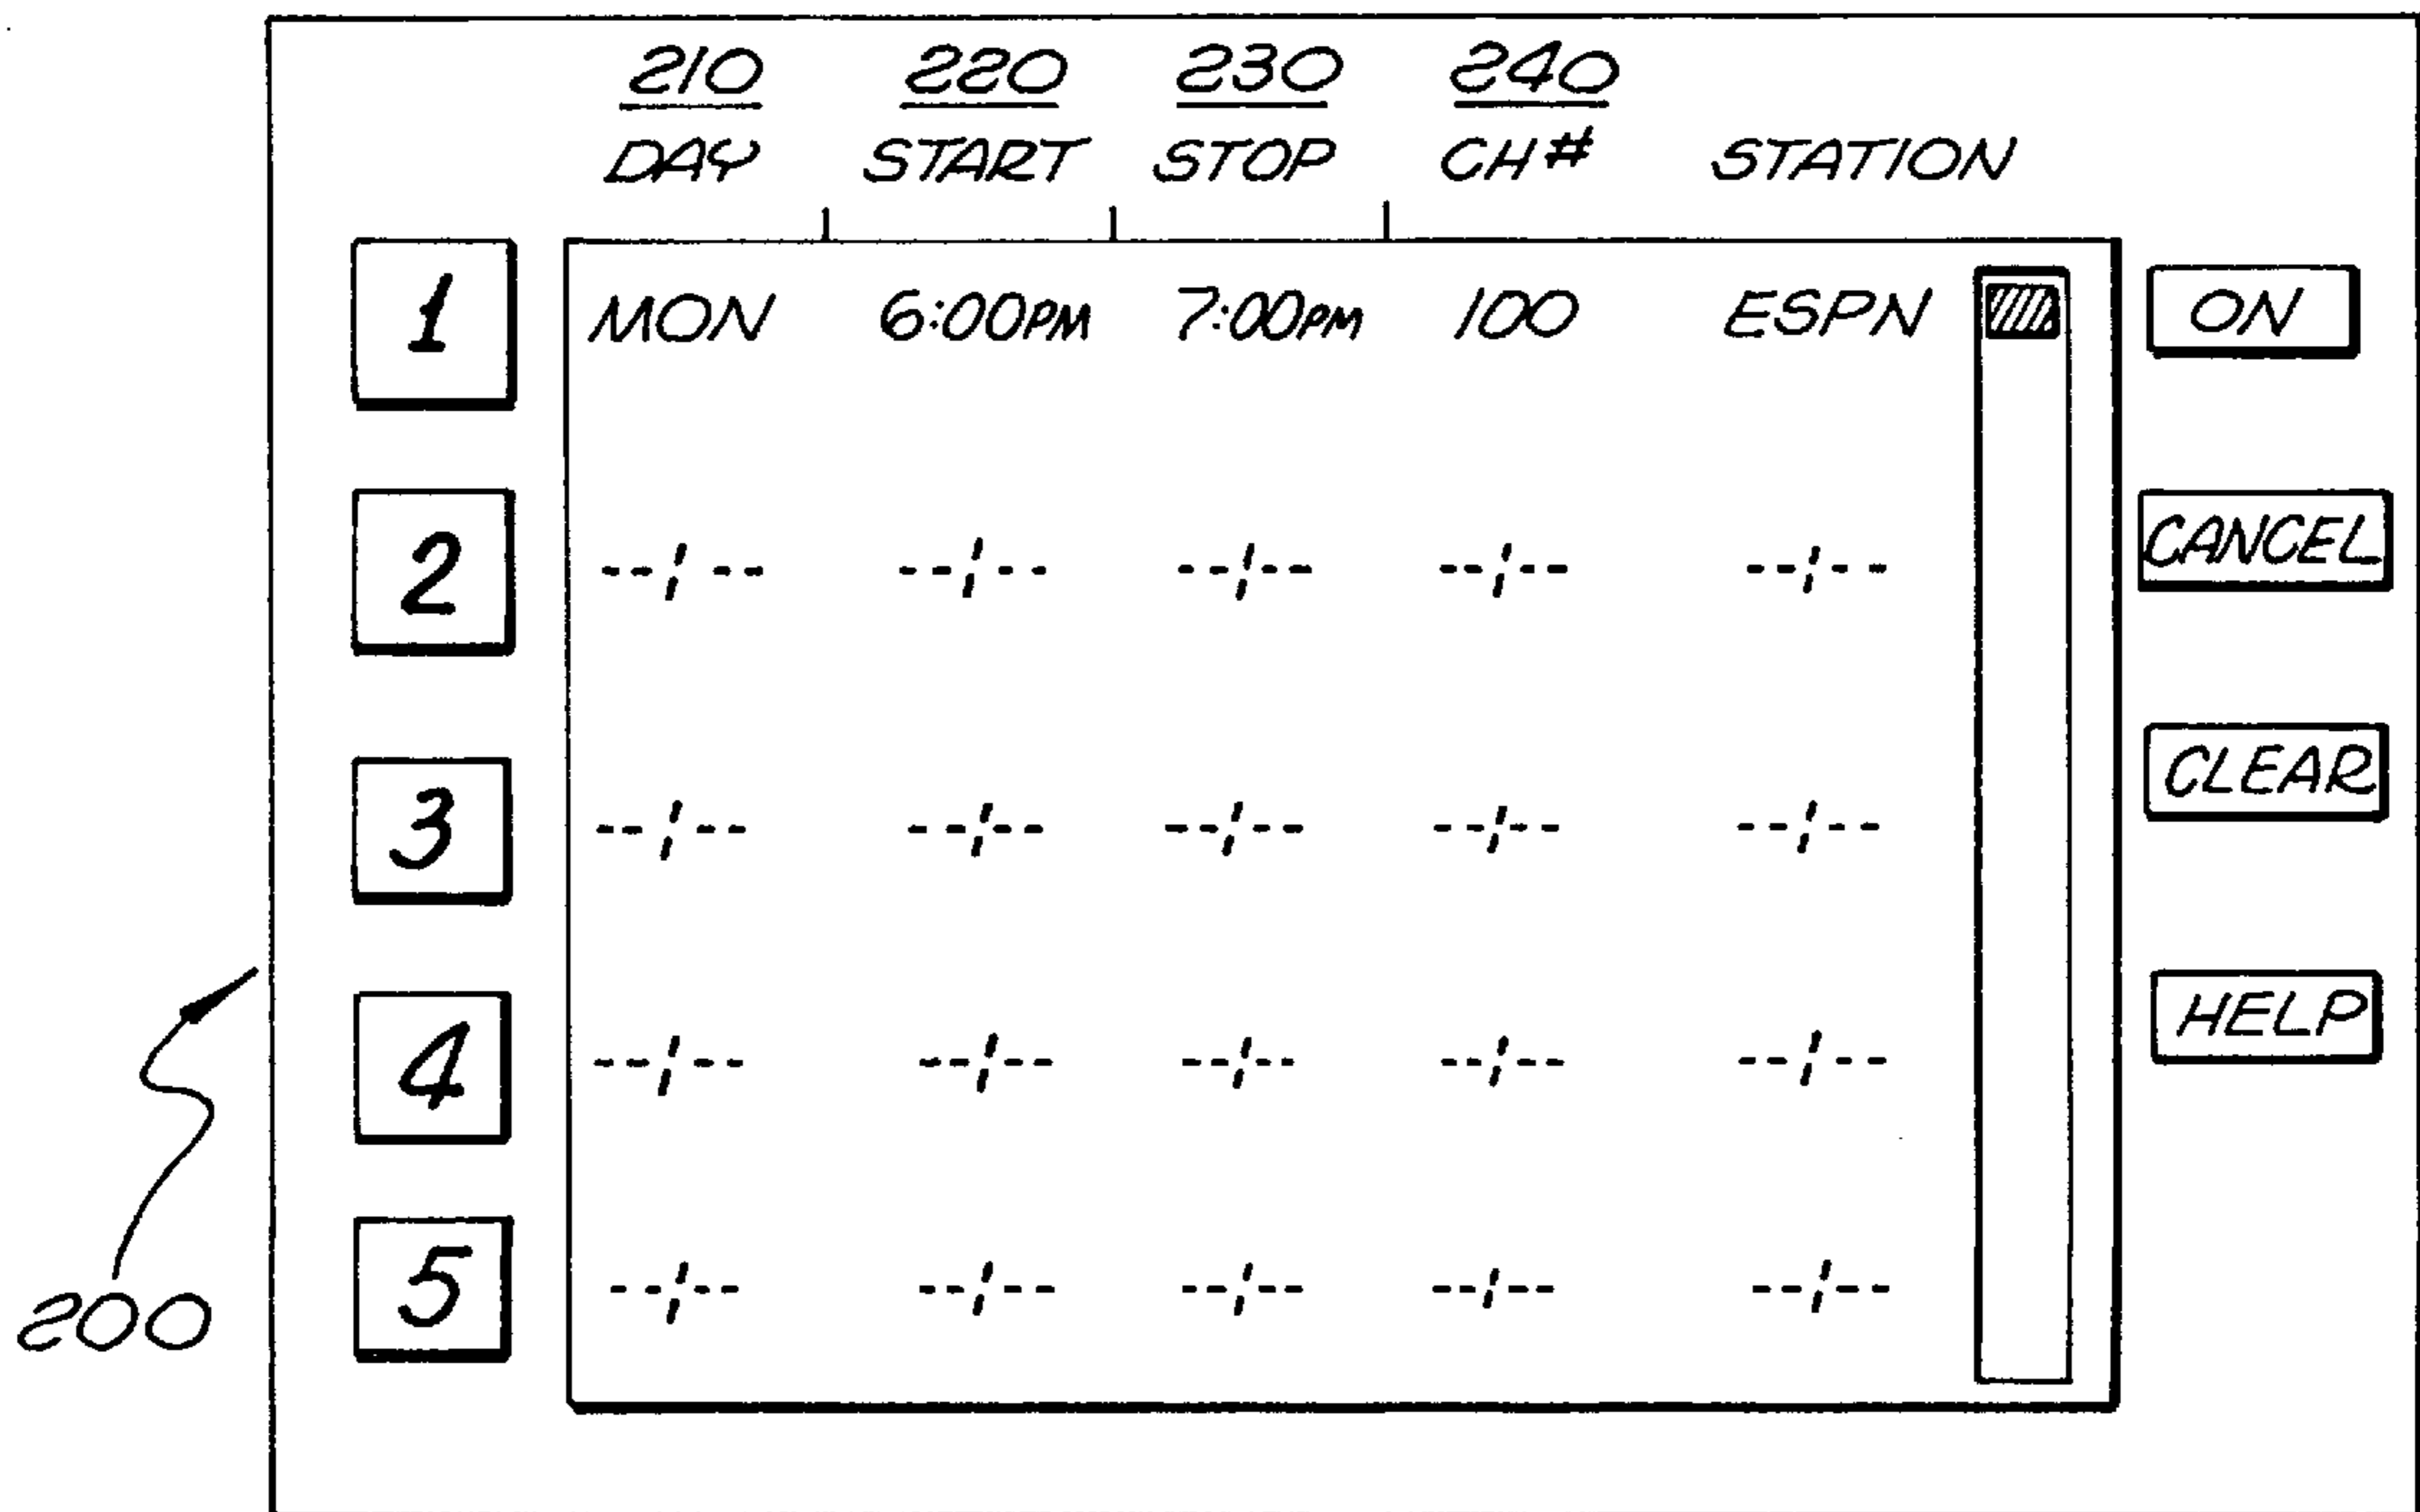 210 220 230 240
DAY START STOP CH# STATION
1 MON 6:00PM 7:00PM 100 ESPN ON
2 --:-- --:-- --:-- --:-- --:-- CANCEL
3 --:-- --:-- --:-- --:-- --:-- CLEAR
4 --:-- --:-- --:-- --:-- --:-- HELP
5 --:-- --:-- --:-- --:-- --:--
200